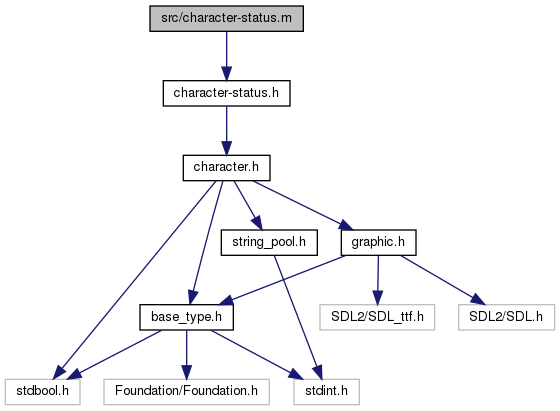 src/character-status.m
character-status.h
character.h
string_pool.h
graphic.h
base_type.h
SDL2/SDL_ttf.h
SDL2/SDL.h
stdbool.h
Foundation/Foundation.h
stdint.h